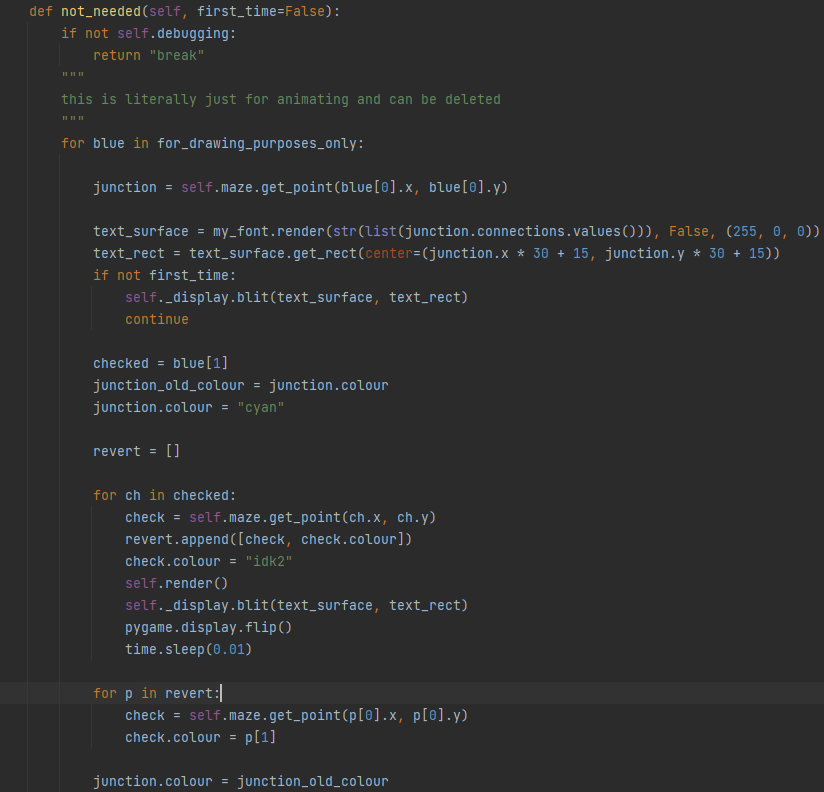 def not_needed(self, first_time=False):
    if not self.debugging:
        return "break"
    """
    this is literally just for animating and can be deleted
    """
    for blue in for_drawing_purposes_only:

        junction = self.maze.get_point(blue[0].x, blue[0].y)

        text_surface = my_font.render(str(list(junction.connections.values())), False, (255, 0, 0))
        text_rect = text_surface.get_rect(center=(junction.x * 30 + 15, junction.y * 30 + 15))
        if not first_time:
            self._display.blit(text_surface, text_rect)
            continue

        checked = blue[1]
        junction_old_colour = junction.colour
        junction.colour = "cyan"

        revert = []

        for ch in checked:
            check = self.maze.get_point(ch.x, ch.y)
            revert.append([check, check.colour])
            check.colour = "idk2"
            self.render()
            self._display.blit(text_surface, text_rect)
            pygame.display.flip()
            time.sleep(0.01)

        for p in revert:
            check = self.maze.get_point(p[0].x, p[0].y)
            check.colour = p[1]

        junction.colour = junction_old_colour